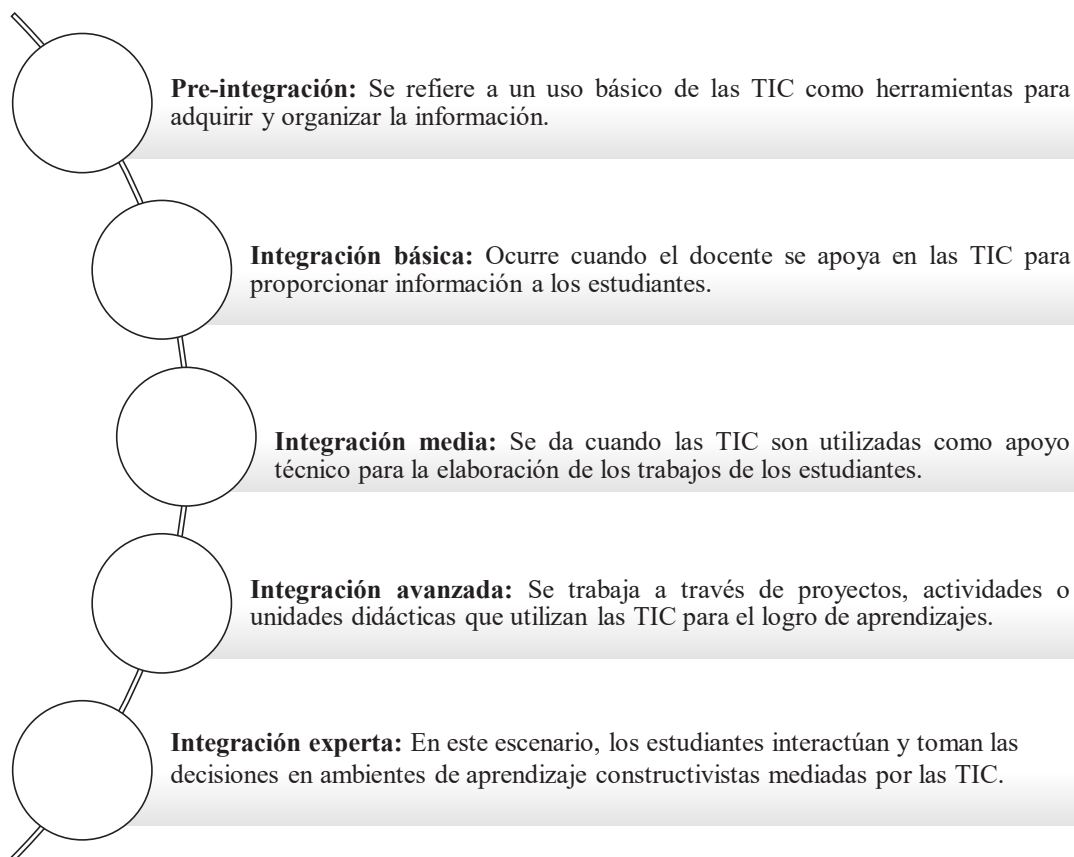 Pre-integración: Se refiere a un uso básico de las TIC como herramientas para
adquirir y organizar la información.
Integración básica: Ocurre cuando el docente se apoya en las TIC para
proporcionar información a los estudiantes.
Integración media: Se da cuando las TIC son utilizadas como apoyo
técnico para la elaboración de los trabajos de los estudiantes.
Integración avanzada: Se trabaja a través de proyectos, actividades o
unidades didácticas que utilizan las TIC para el logro de aprendizajes.
Integración experta: En este escenario, los estudiantes interactúan y toman las
decisiones en ambientes de aprendizaje constructivistas mediadas por las TIC.